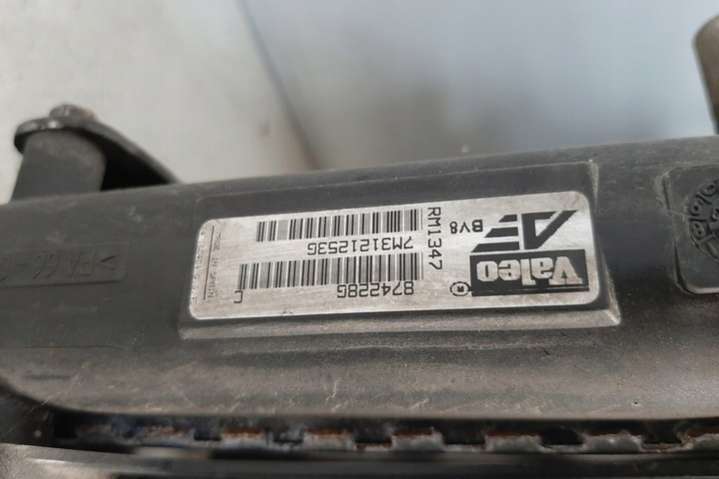 Valeo
874228G
C
7M3121253G
RM1347
BV8